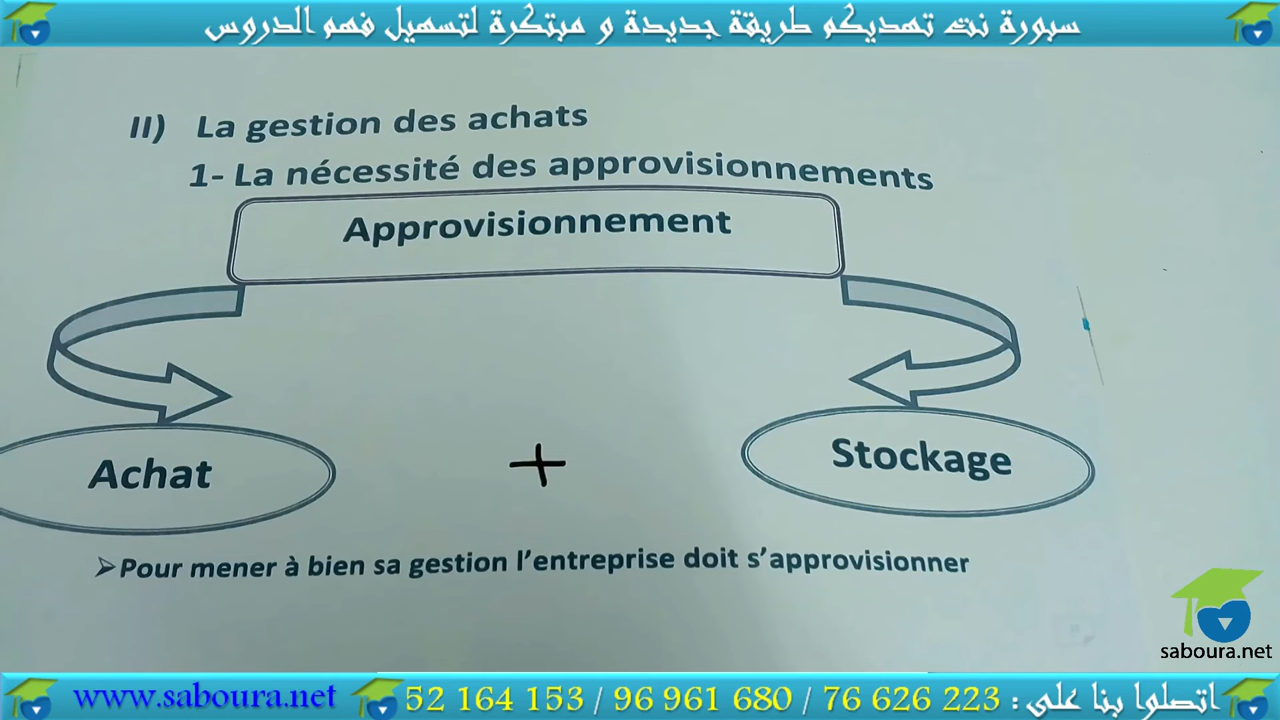 سبورة نت تهديكم طريقة جديدة و مبتكرة لتسهيل فهم الدروس
II) La gestion des achats
1- La nécessité des approvisionnements
Approvisionnement
Achat + Stockage
➢Pour mener à bien sa gestion l'entreprise doit s'approvisionner
saboura.net
www.saboura.net 52 164 153 / 96 961 680 / 76 626 223 اتصلوا بنا على :